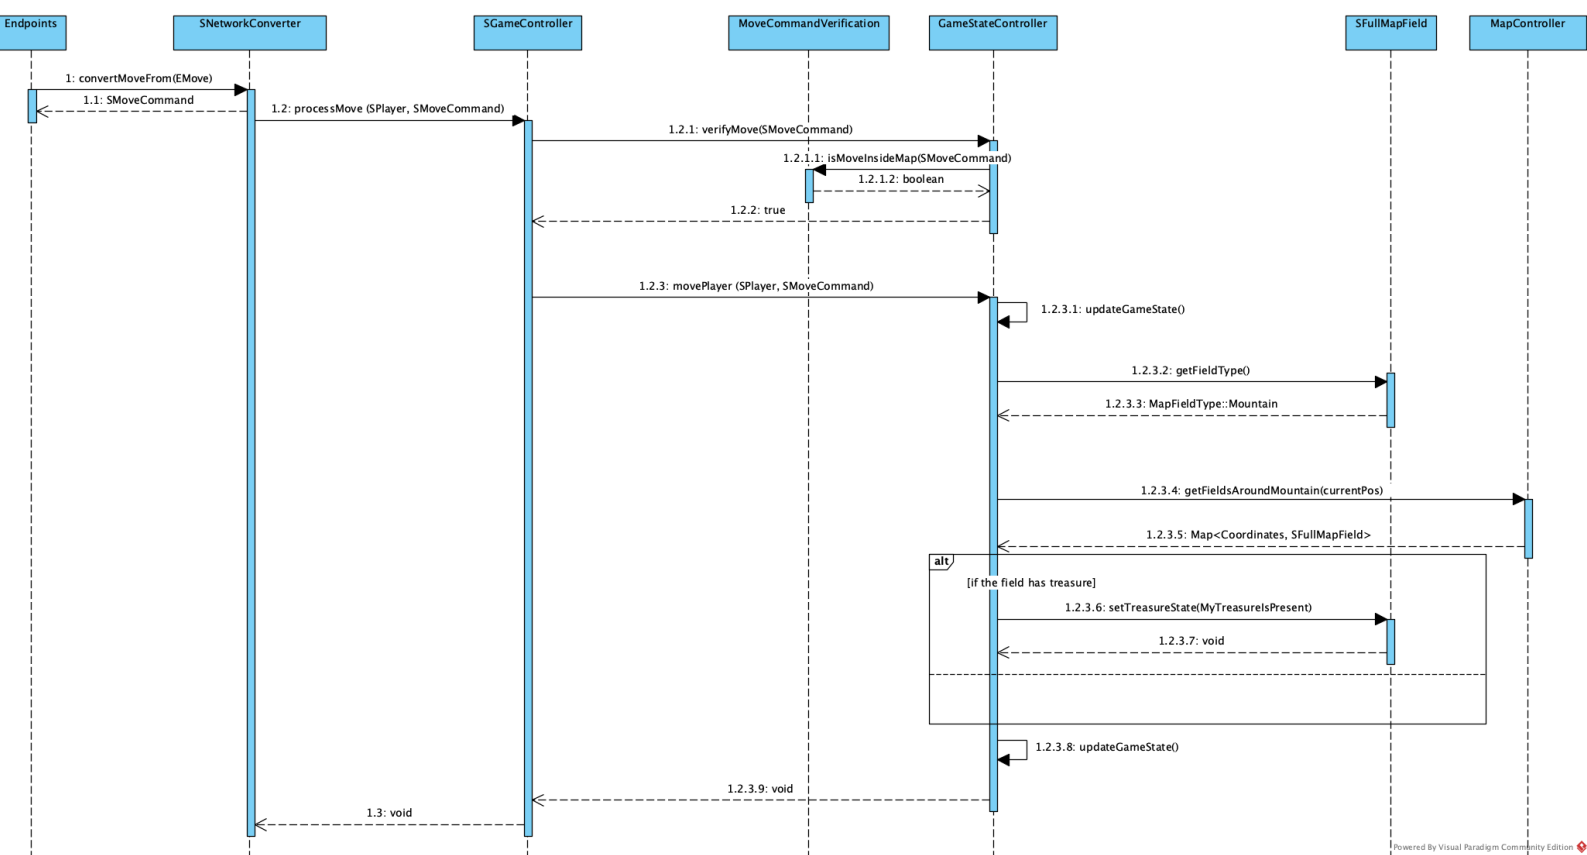 Endpoints
SNetworkConverter
SGameController
MoveCommandVerification
GameStateController
SFullMapField
MapController
1: convertMoveFrom(EMove)
1.1: SMoveCommand
1.2: processMove (SPlayer, SMoveCommand)
1.2.1: verifyMove(SMoveCommand)
1.2.1.1: isMoveInsideMap(SMoveCommand)
1.2.1.2: boolean
1.2.2: true
1.2.3: movePlayer (SPlayer, SMoveCommand)
1.2.3.1: updateGameState()
1.2.3.2: getFieldType()
1.2.3.3: MapFieldType::Mountain
1.2.3.4: getFieldsAroundMountain(currentPos)
1.2.3.5: Map<Coordinates, SFullMapField>
alt
[if the field has treasure]
1.2.3.6: setTreasureState(MyTreasureIsPresent)
1.2.3.7: void
1.2.3.8: updateGameState()
1.2.3.9: void
1.3: void
Powered By Visual Paradigm Community Edition